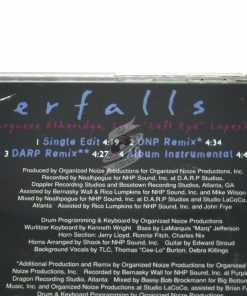 erfalls
arqueze Etheridge, "Left Eye" Lopes
1 Single Edit 4:19 2 ONP Remix* 4:34
3 DARP Remix** 4:27 4 Album Instrumental 4:
Produced by Organized Noize Productions for Organized Noize Productions, Inc.
Recorded by Nealhpogue for NHP Sound, Inc. at D.A.R.P. Studios,
Doppler Recording Studios and Bosstown Recording Studios, Atlanta, GA
Assisted by Bernasky Wall & Rico Lumpkins for NHP Sound, Inc. and Mike Wilson
Mixed by Nealpogue for NHP Sound, Inc. at D.A.R.P Studios and Studio LaCoCo,
Atlanta Assisted by Rico Lumpkins for NHP Sound, Inc. and John Frye
Drum Programming & Keyboard by Organized Noize Productions
Wurlitzer Keyboard by Kenneth Wright Bass by LaMarquis "Marq" Jefferson
Horn Section: Jerry Lloyd, Ronnie Fitch, Charles Nix
Horns Arranged by Shock for NHP Sound, Inc. Guitar by Edward Stroud
Background Vocals by TLC, Thomas "Cee-Lo" Burton, Debra Killings
*Additional Production and Remix by Organized Noize Productions for Organized
Noize Productions, Inc. Recorded by Bernasky Wall for NHP Sound, Inc. at Purple
Dragon, Atlanta, Mixed by Beesy Bob Brockmann for Big Bob
Music, Inc. and Organized Noize Productions at Studio LaCoCo,
Drum & Keyboard Programming by Organized Noize